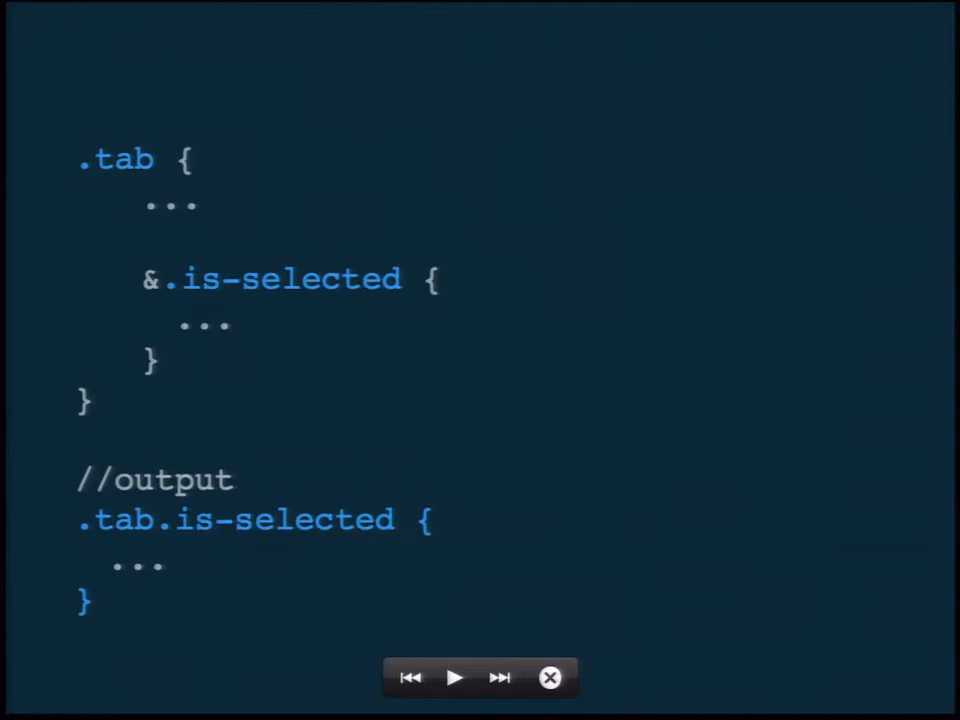 .tab {
...
&.is-selected {
...
}
}
//output
.tab.is-selected {
...
}